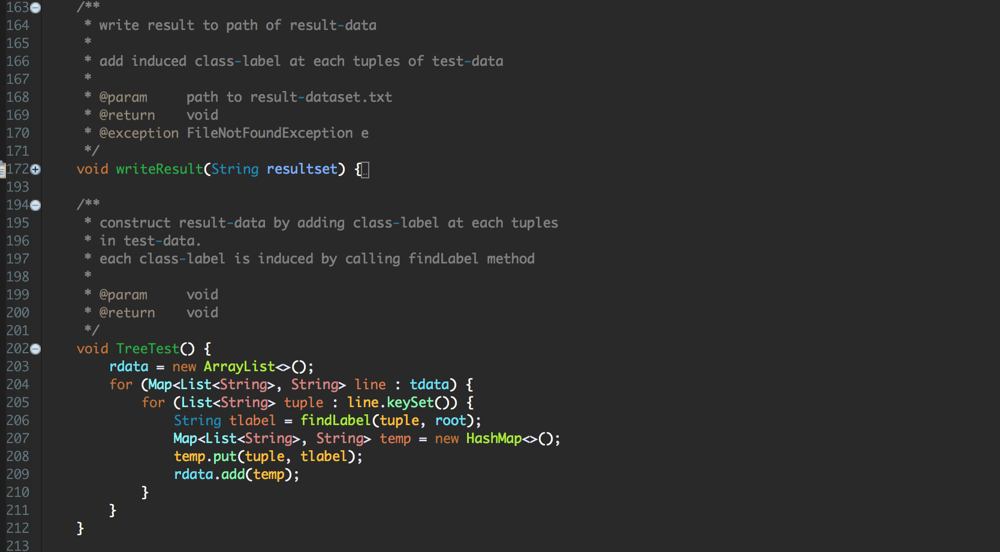 163 /**
164 * write result to path of result-data
165 *
166 * add induced class-label at each tuples of test-data
167 *
168 * @param path to result-dataset.txt
169 * @return void
170 * @exception FileNotFoundException e
171 */
172 void writeResult(String resultset) {..
193
194 /**
195 * construct result-data by adding class-label at each tuples
196 * in test-data.
197 * each class-label is induced by calling findLabel method
198 *
199 * @param void
200 * @return void
201 */
202 void TreeTest() {
203 rdata = new ArrayList<>();
204 for (Map<List<String>, String> line : tdata) {
205 for (List<String> tuple : line.keySet()) {
206 String tlabel = findLabel(tuple, root);
207 Map<List<String>, String> temp = new HashMap<>();
208 temp.put(tuple, tlabel);
209 rdata.add(temp);
210 }
211 }
212 }
213